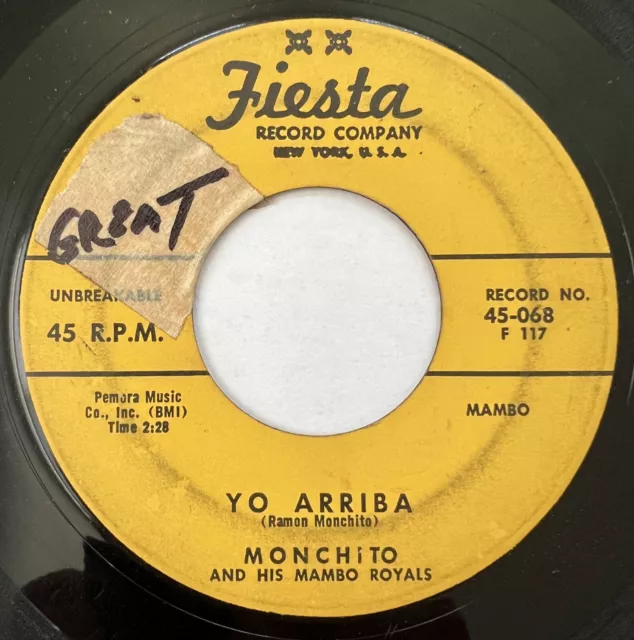 Fiesta
RECORD COMPANY
NEW YORK, U. S. A.
GREAT
UNBREAKABLE
45 R.P.M.
RECORD NO.
45-068
F 117
Pemora Music
Co., Inc. (BMI)
Time 2:28
MAMBO
YO ARRIBA
(Ramon Monchito)
MONCHiTO
AND HIS MAMBO ROYALS